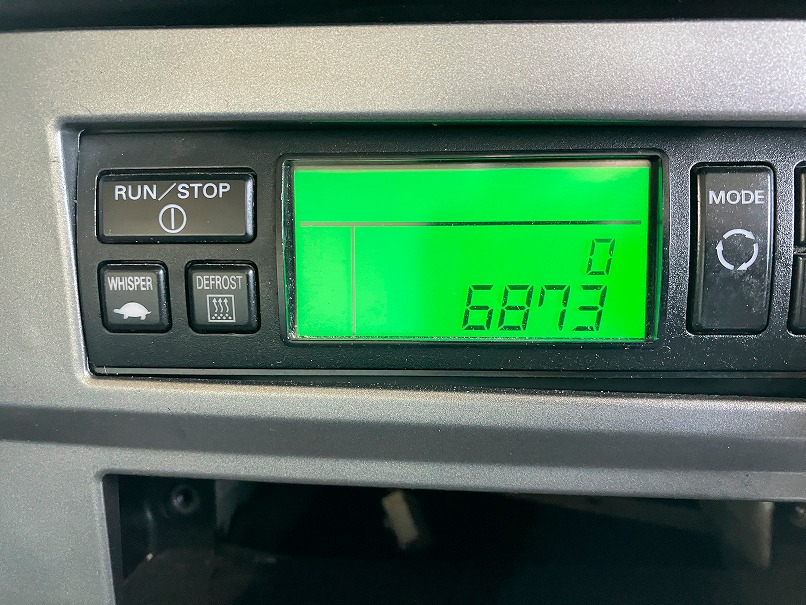 RUN/STOP
WHISPER
DEFROST
0
6873
MODE